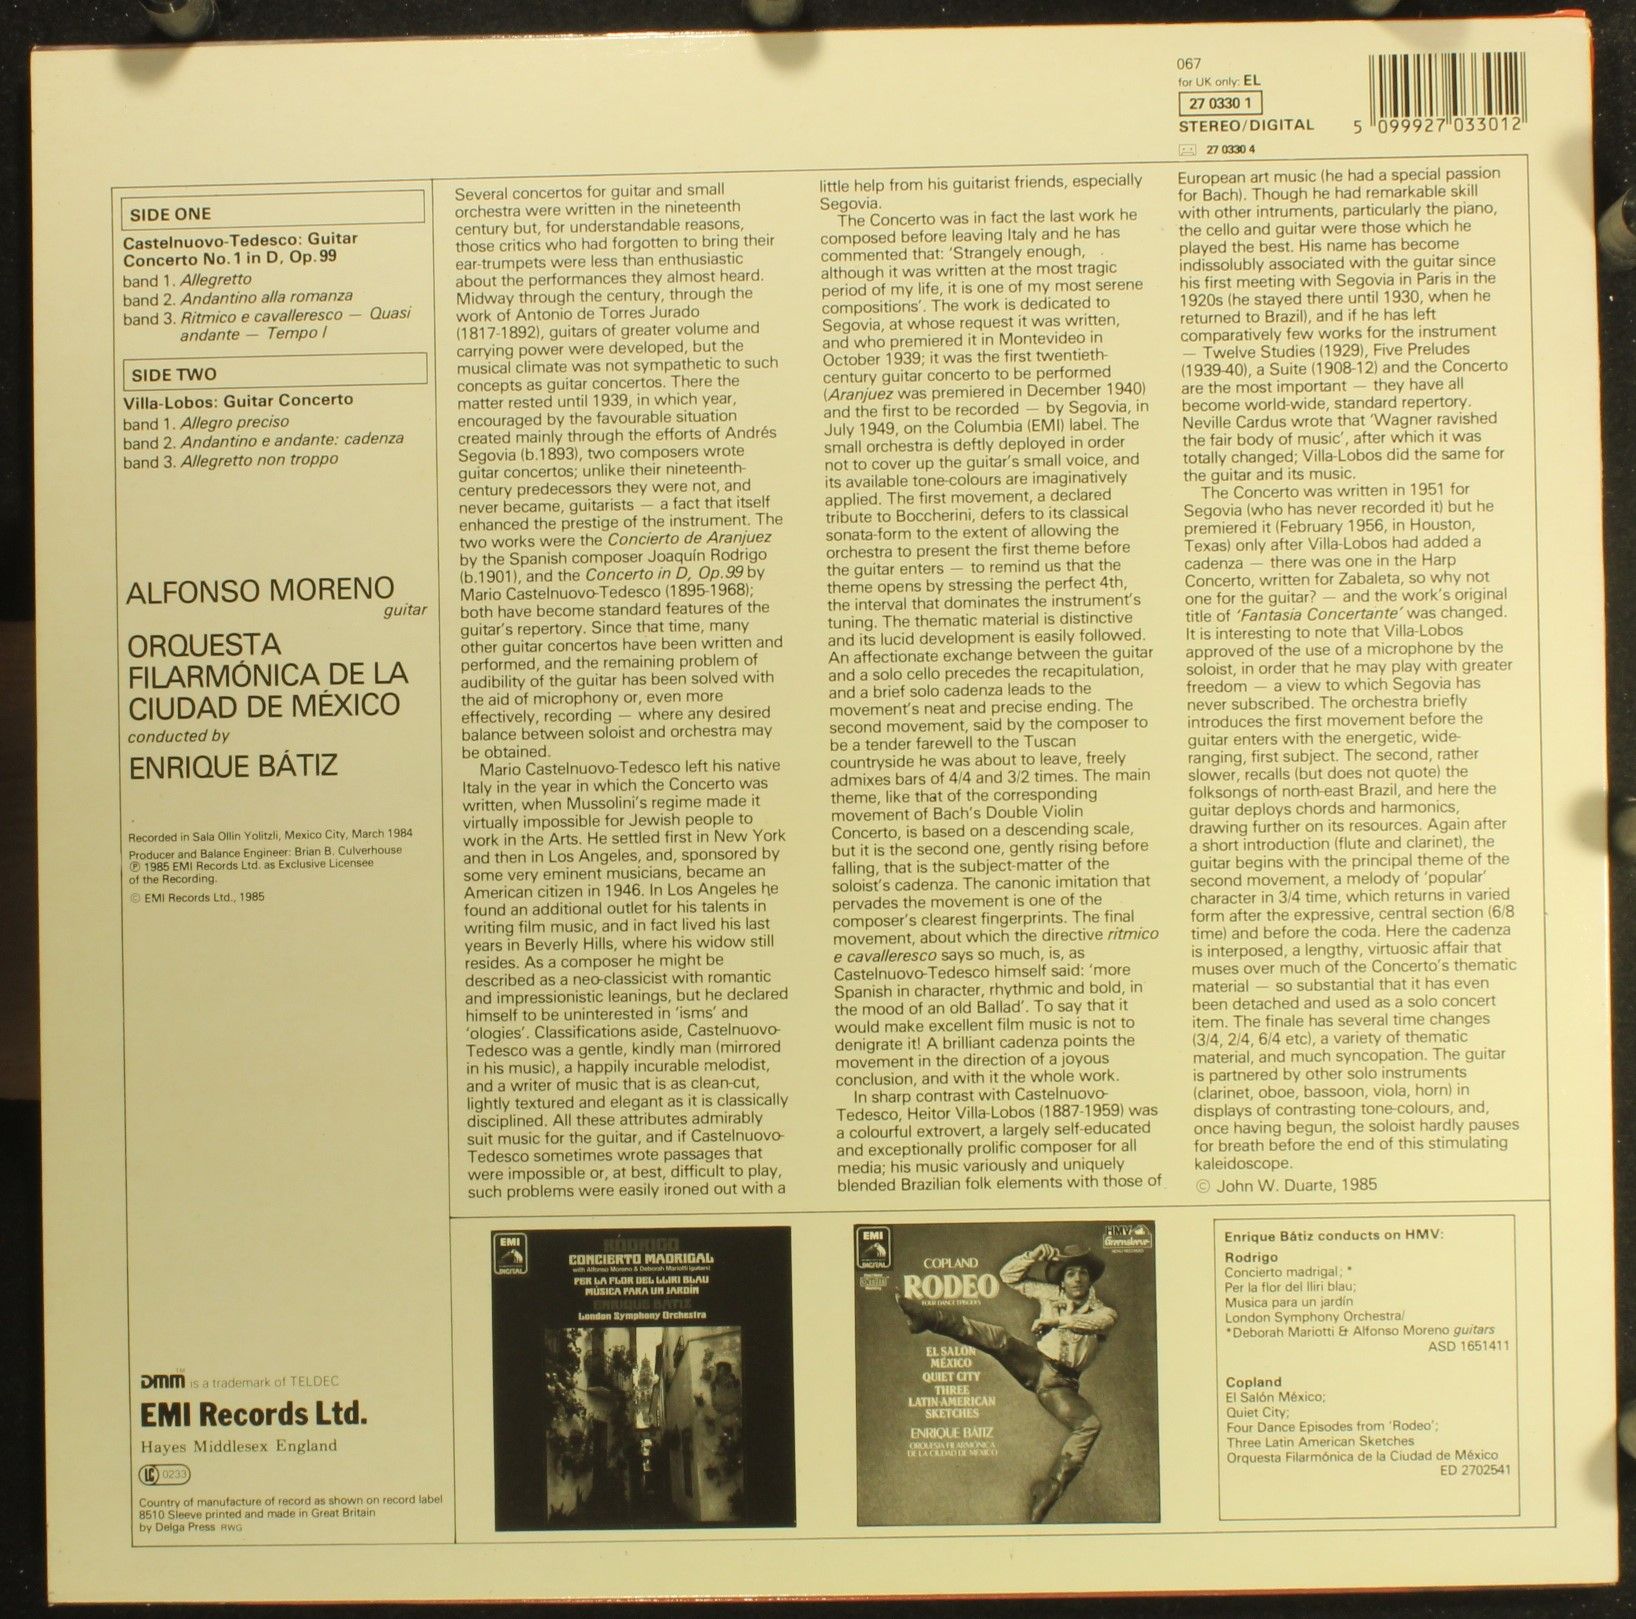 067
for UK only: EL
27 0330 1
STEREO/DIGITAL
27 0330 4
5 099927 033012
SIDE ONE
Castelnuovo-Tedesco: Guitar
Concerto No. 1 in D, Op. 99
band 1. Allegretto
band 2. Andantino alla romanza
band 3. Ritmico e cavalleresco — Quasi
andante — Tempo I
SIDE TWO
Villa-Lobos: Guitar Concerto
band 1. Allegro preciso
band 2. Andantino e andante: cadenza
band 3. Allegretto non troppo
ALFONSO MORENO
guitar
ORQUESTA
FILARMÓNICA DE LA
CIUDAD DE MÉXICO
conducted by
ENRIQUE BÁTIZ
Recorded in Sala Ollin Yolitzli, Mexico City, March 1984
Producer and Balance Engineer: Brian B. Culverhouse
℗ 1985 EMI Records Ltd. as Exclusive Licensee
of the Recording.
© EMI Records Ltd., 1985
DMM™ is a trademark of TELDEC
EMI Records Ltd.
Hayes Middlesex England
LC 0233
Country of manufacture of record as shown on record label
8510 Sleeve printed and made in Great Britain
by Delga Press RWG
Several concertos for guitar and small
orchestra were written in the nineteenth
century but, for understandable reasons,
those critics who had forgotten to bring their
ear-trumpets were less than enthusiastic
about the performances they almost heard.
Midway through the century, through the
work of Antonio de Torres Jurado
(1817-1892), guitars of greater volume and
carrying power were developed, but the
musical climate was not sympathetic to such
concepts as guitar concertos. There the
matter rested until 1939, in which year,
encouraged by the favourable situation
created mainly through the efforts of Andrés
Segovia (b.1893), two composers wrote
guitar concertos; unlike their nineteenth-
century predecessors they were not, and
never became, guitarists — a fact that itself
enhanced the prestige of the instrument. The
two works were the Concierto de Aranjuez
by the Spanish composer Joaquín Rodrigo
(b.1901), and the Concerto in D, Op.99 by
Mario Castelnuovo-Tedesco (1895-1968);
both have become standard features of the
guitar's repertory. Since that time, many
other guitar concertos have been written and
performed, and the remaining problem of
audibility of the guitar has been solved with
the aid of microphony or, even more
effectively, recording — where any desired
balance between soloist and orchestra may
be obtained.
Mario Castelnuovo-Tedesco left his native
Italy in the year in which the Concerto was
written, when Mussolini's regime made it
virtually impossible for Jewish people to
work in the Arts. He settled first in New York
and then in Los Angeles, and, sponsored by
some very eminent musicians, became an
American citizen in 1946. In Los Angeles he
found an additional outlet for his talents in
writing film music, and in fact lived his last
years in Beverly Hills, where his widow still
resides. As a composer he might be
described as a neo-classicist with romantic
and impressionistic leanings, but he declared
himself to be uninterested in 'isms' and
'ologies'. Classifications aside, Castelnuovo-
Tedesco was a gentle, kindly man (mirrored
in his music), a happily incurable melodist,
and a writer of music that is as clean-cut,
lightly textured and elegant as it is classically
disciplined. All these attributes admirably
suit music for the guitar, and if Castelnuovo-
Tedesco sometimes wrote passages that
were impossible or, at best, difficult to play,
such problems were easily ironed out with a
little help from his guitarist friends, especially
Segovia.
The Concerto was in fact the last work he
composed before leaving Italy and he has
commented that: 'Strangely enough,
although it was written at the most tragic
period of my life, it is one of my most serene
compositions'. The work is dedicated to
Segovia, at whose request it was written,
and who premiered it in Montevideo in
October 1939; it was the first twentieth-
century guitar concerto to be performed
(Aranjuez was premiered in December 1940)
and the first to be recorded — by Segovia, in
July 1949, on the Columbia (EMI) label. The
small orchestra is deftly deployed in order
not to cover up the guitar's small voice, and
its available tone-colours are imaginatively
applied. The first movement, a declared
tribute to Boccherini, defers to its classical
sonata-form to the extent of allowing the
orchestra to present the first theme before
the guitar enters — to remind us that the
theme opens by stressing the perfect 4th,
the interval that dominates the instrument's
tuning. The thematic material is distinctive
and its lucid development is easily followed.
An affectionate exchange between the guitar
and a solo cello precedes the recapitulation,
and a brief solo cadenza leads to the
movement's neat and precise ending. The
second movement, said by the composer to
be a tender farewell to the Tuscan
countryside he was about to leave, freely
admixes bars of 4/4 and 3/2 times. The main
theme, like that of the corresponding
movement of Bach's Double Violin
Concerto, is based on a descending scale,
but it is the second one, gently rising before
falling, that is the subject-matter of the
soloist's cadenza. The canonic imitation that
pervades the movement is one of the
composer's clearest fingerprints. The final
movement, about which the directive ritmico
e cavalleresco says so much, is, as
Castelnuovo-Tedesco himself said: 'more
Spanish in character, rhythmic and bold, in
the mood of an old Ballad'. To say that it
would make excellent film music is not to
denigrate it! A brilliant cadenza points the
movement in the direction of a joyous
conclusion, and with it the whole work.
In sharp contrast with Castelnuovo-
Tedesco, Heitor Villa-Lobos (1887-1959) was
a colourful extrovert, a largely self-educated
and exceptionally prolific composer for all
media; his music variously and uniquely
blended Brazilian folk elements with those of
European art music (he had a special passion
for Bach). Though he had remarkable skill
with other intruments, particularly the piano,
the cello and guitar were those which he
played the best. His name has become
indissolubly associated with the guitar since
his first meeting with Segovia in Paris in the
1920s (he stayed there until 1930, when he
returned to Brazil), and if he has left
comparatively few works for the instrument
— Twelve Studies (1929), Five Preludes
(1939-40), a Suite (1908-12) and the Concerto
are the most important — they have all
become world-wide, standard repertory.
Neville Cardus wrote that 'Wagner ravished
the fair body of music', after which it was
totally changed; Villa-Lobos did the same for
the guitar and its music.
The Concerto was written in 1951 for
Segovia (who has never recorded it) but he
premiered it (February 1956, in Houston,
Texas) only after Villa-Lobos had added a
cadenza — there was one in the Harp
Concerto, written for Zabaleta, so why not
one for the guitar? — and the work's original
title of 'Fantasia Concertante' was changed.
It is interesting to note that Villa-Lobos
approved of the use of a microphone by the
soloist, in order that he may play with greater
freedom — a view to which Segovia has
never subscribed. The orchestra briefly
introduces the first movement before the
guitar enters with the energetic, wide-
ranging, first subject. The second, rather
slower, recalls (but does not quote) the
folksongs of north-east Brazil, and here the
guitar deploys chords and harmonics,
drawing further on its resources. Again after
a short introduction (flute and clarinet), the
guitar begins with the principal theme of the
second movement, a melody of 'popular'
character in 3/4 time, which returns in varied
form after the expressive, central section (6/8
time) and before the coda. Here the cadenza
is interposed, a lengthy, virtuosic affair that
muses over much of the Concerto's thematic
material — so substantial that it has even
been detached and used as a solo concert
item. The finale has several time changes
(3/4, 2/4, 6/4 etc), a variety of thematic
material, and much syncopation. The guitar
is partnered by other solo instruments
(clarinet, oboe, bassoon, viola, horn) in
displays of contrasting tone-colours, and,
once having begun, the soloist hardly pauses
for breath before the end of this stimulating
kaleidoscope.
© John W. Duarte, 1985
EMI
DIGITAL
RODRIGO
CONCIERTO MADRIGAL
with Alfonso Moreno & Deborah Mariotti (guitars)
PER LA FLOR DEL LLIRI BLAU
MÚSICA PARA UN JARDÍN
ENRIQUE BATIZ
London Symphony Orchestra
EMI
DIGITAL
HMV
Greensleeve
COPLAND
RODEO
FOUR DANCE EPISODES
EL SALÓN
MÉXICO
QUIET CITY
THREE
LATIN-AMERICAN
SKETCHES
ENRIQUE BÁTIZ
ORQUESTA FILARMÓNICA
DE LA CIUDAD DE MÉXICO
Enrique Bátiz conducts on HMV:
Rodrigo
Concierto madrigal; *
Per la flor del lliri blau;
Musica para un jardín
London Symphony Orchestra/
*Deborah Mariotti & Alfonso Moreno guitars
ASD 1651411
Copland
El Salón México;
Quiet City;
Four Dance Episodes from 'Rodeo';
Three Latin American Sketches
Orquesta Filarmónica de la Ciudad de México
ED 2702541